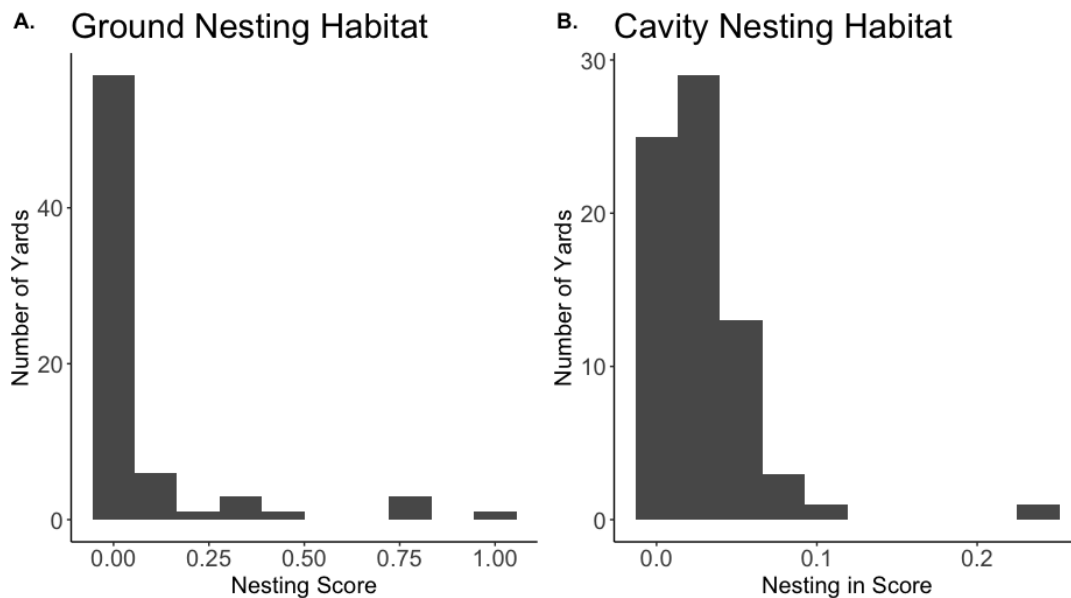 A. Ground Nesting Habitat
Number of Yards
40
20
0
0.00 0.25 0.50 0.75 1.00
Nesting Score
B. Cavity Nesting Habitat
Number of Yards
30
20
10
0
0.0 0.1 0.2
Nesting in Score